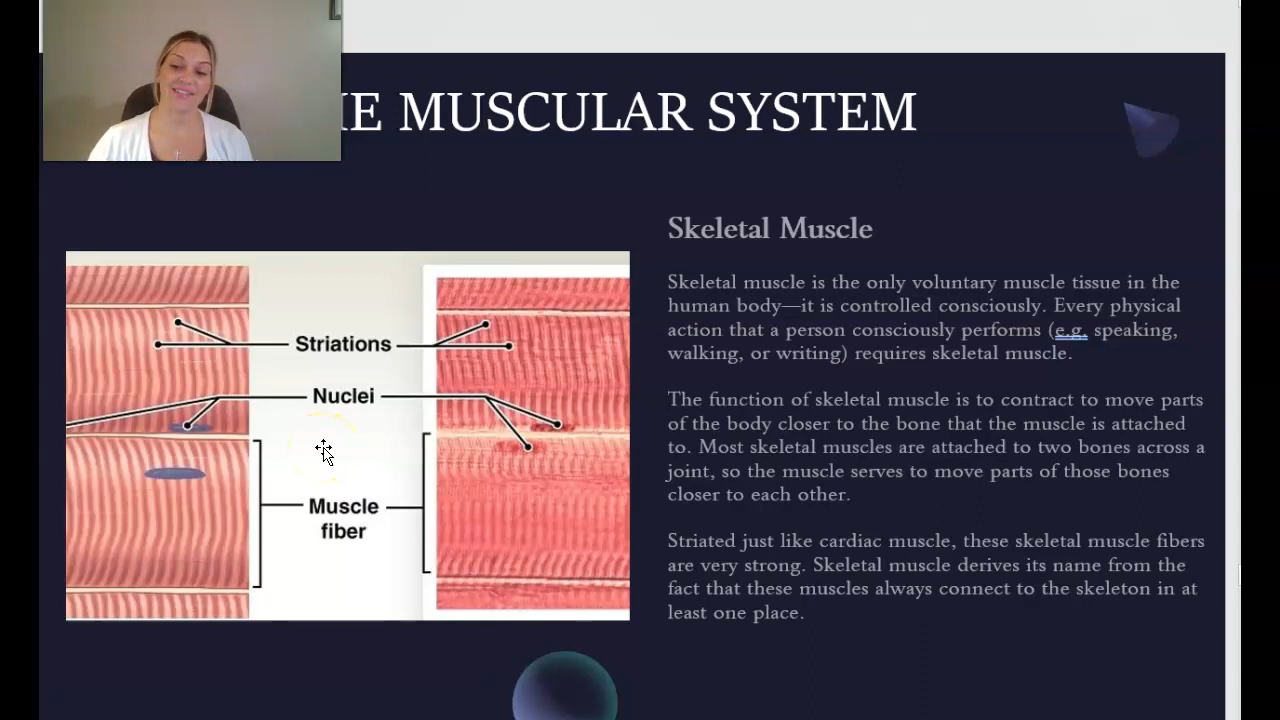 HE MUSCULAR SYSTEM
Striations
Nuclei
Muscle
fiber
Skeletal Muscle
Skeletal muscle is the only voluntary muscle tissue in the
human body—it is controlled consciously. Every physical
action that a person consciously performs (e.g. speaking,
walking, or writing) requires skeletal muscle.
The function of skeletal muscle is to contract to move parts
of the body closer to the bone that the muscle is attached
to. Most skeletal muscles are attached to two bones across a
joint, so the muscle serves to move parts of those bones
closer to each other.
Striated just like cardiac muscle, these skeletal muscle fibers
are very strong. Skeletal muscle derives its name from the
fact that these muscles always connect to the skeleton in at
least one place.